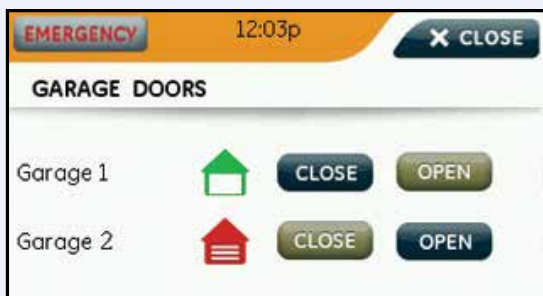 EMERGENCY 12:03p X CLOSE
GARAGE DOORS
Garage 1 CLOSE OPEN
Garage 2 CLOSE OPEN